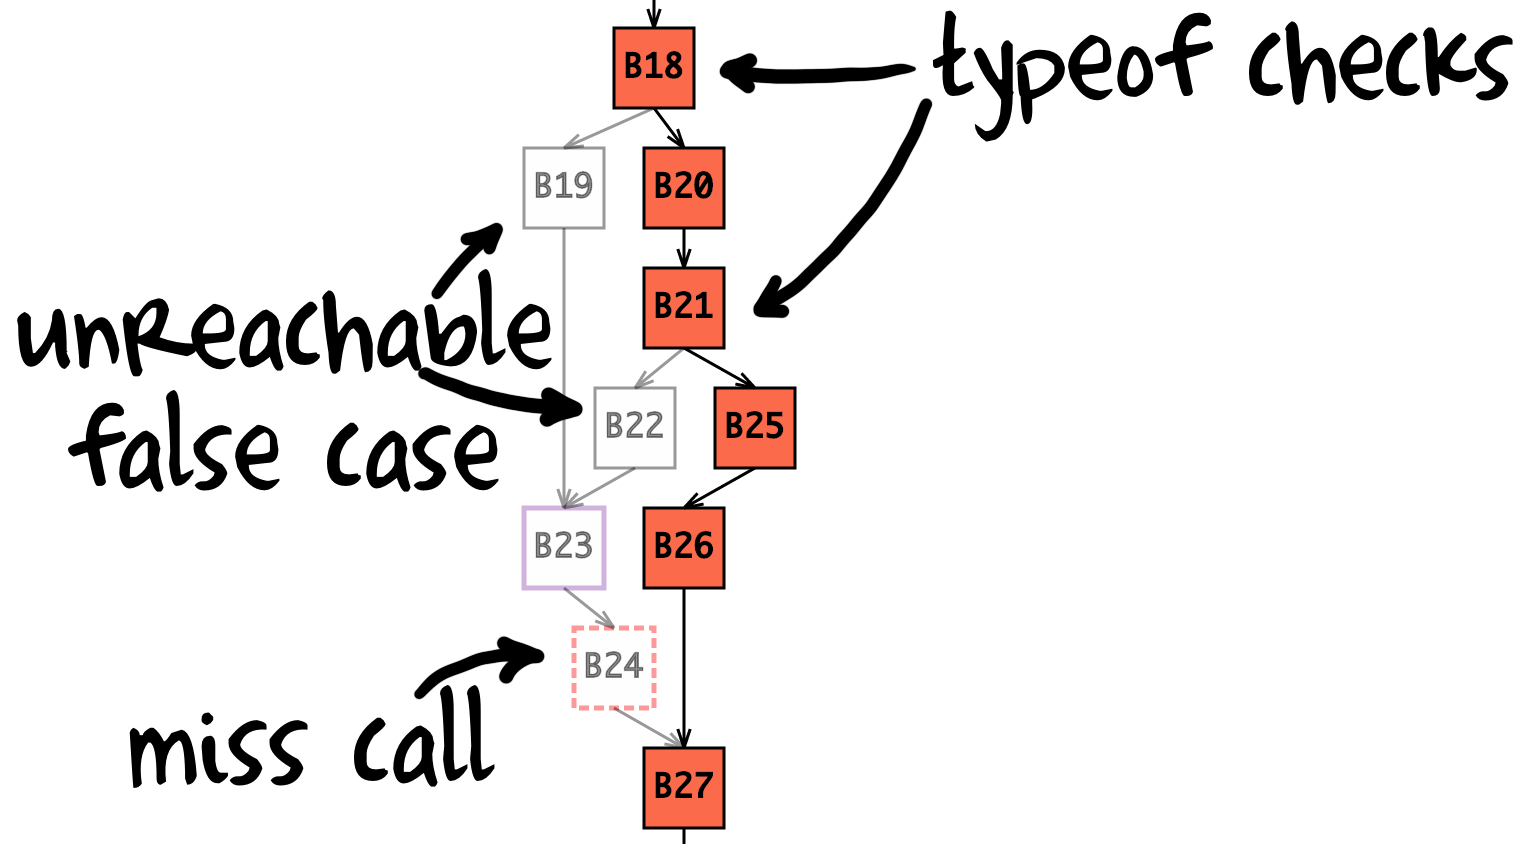 B18
typeof checks
B19
B20
B21
unreachable
false case
B22
B25
B23
B26
B24
miss call
B27